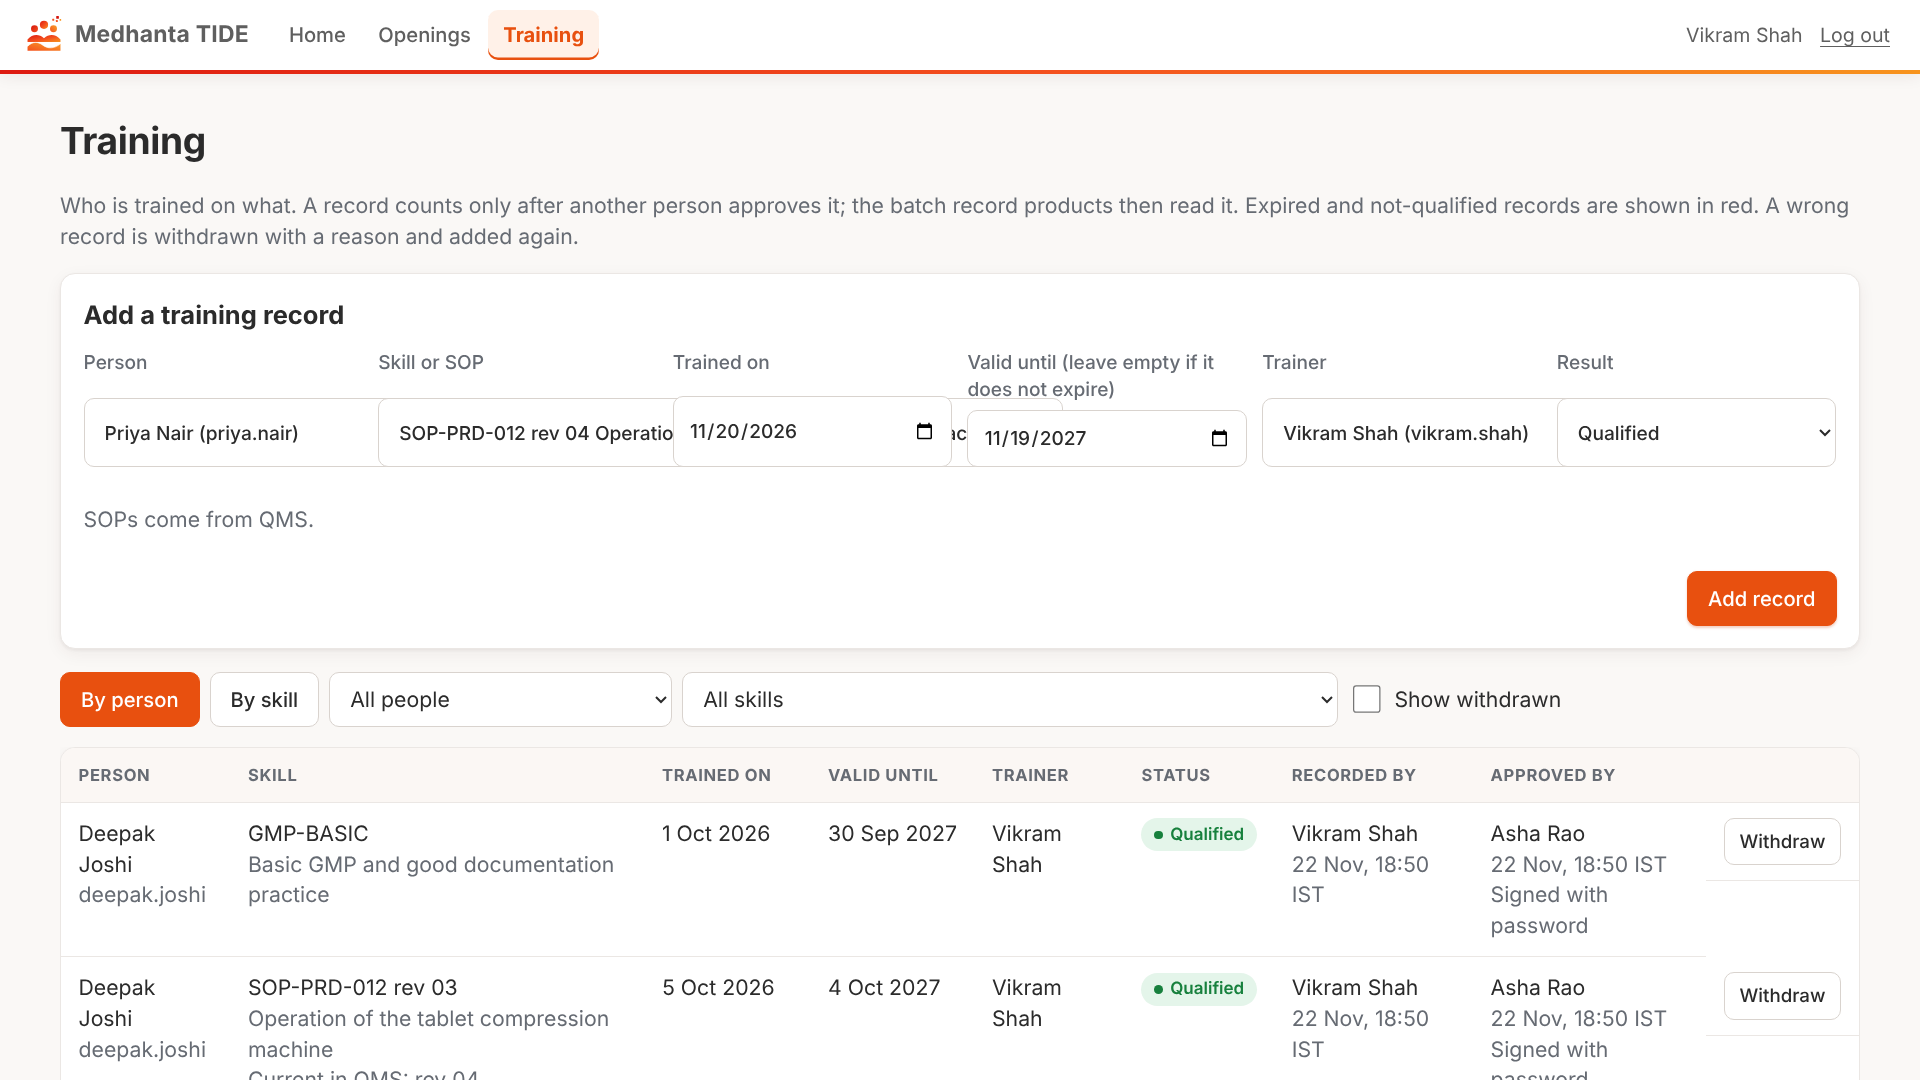 Medhanta TIDE Home Openings Training Vikram Shah Log out
Training
Who is trained on what. A record counts only after another person approves it; the batch record products then read it. Expired and not-qualified records are shown in red. A wrong
record is withdrawn with a reason and added again.
Add a training record
Person Skill or SOP Trained on Valid until (leave empty if it
does not expire) Trainer Result
Priya Nair (priya.nair) SOP-PRD-012 rev 04 Operatio 11/20/2026 ac 11/19/2027 Vikram Shah (vikram.shah) Qualified
SOPs come from QMS.
Add record
By person By skill All people All skills Show withdrawn
PERSON SKILL TRAINED ON VALID UNTIL TRAINER STATUS RECORDED BY APPROVED BY
Deepak GMP-BASIC 1 Oct 2026 30 Sep 2027 Vikram Qualified Vikram Shah Asha Rao Withdraw
Joshi Basic GMP and good documentation Shah 22 Nov, 18:50 22 Nov, 18:50 IST
deepak.joshi practice IST Signed with
password
Deepak SOP-PRD-012 rev 03 5 Oct 2026 4 Oct 2027 Vikram Qualified Vikram Shah Asha Rao Withdraw
Joshi Operation of the tablet compression Shah 22 Nov, 18:50 22 Nov, 18:50 IST
deepak.joshi machine IST Signed with
Current in QMS: rev 04 password